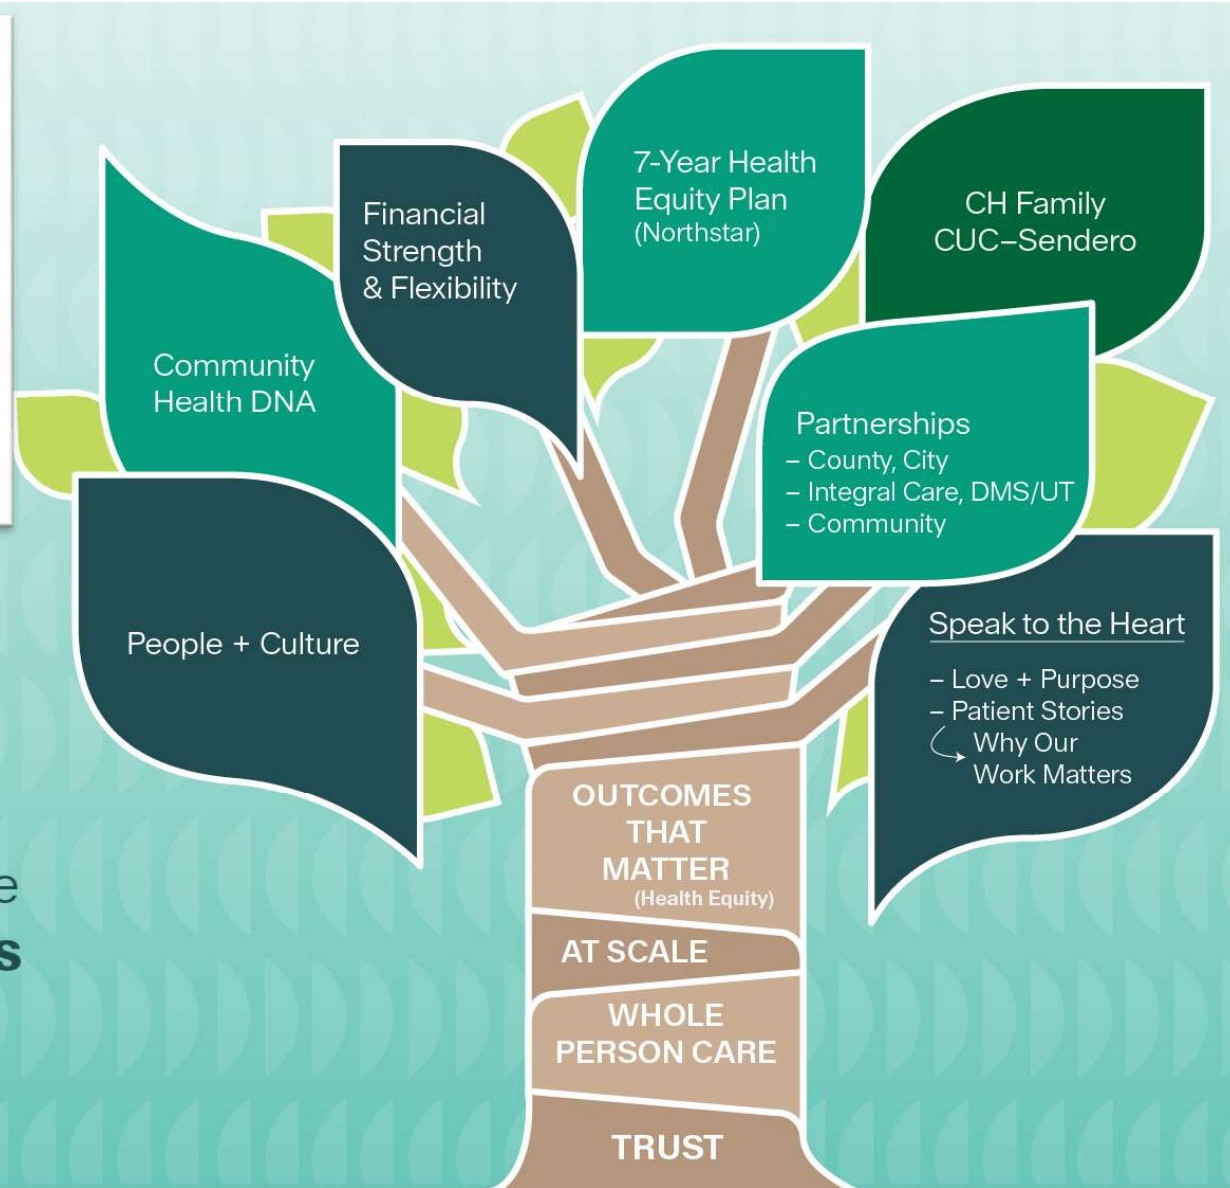 7-Year Health
Equity Plan
(Northstar)
CH Family
CUC–Sendero
Financial
Strength
& Flexibility
Community
Health DNA
Partnerships
– County, City
– Integral Care, DMS/UT
– Community
People + Culture
Speak to the Heart
– Love + Purpose
– Patient Stories
Why Our
Work Matters
OUTCOMES
THAT
MATTER
(Health Equity)
AT SCALE
WHOLE
PERSON CARE
TRUST